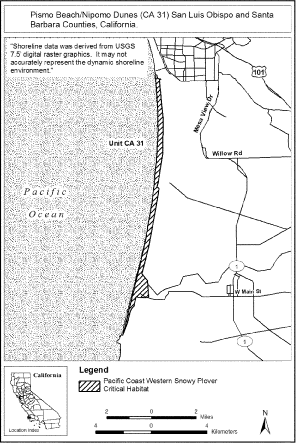 Pismo Beach/Nipomo Dunes (CA 31) San Luis Obispo and Santa
Barbara Counties, California.
"Shoreline data was derived from USGS
7.5' digital raster graphics. It may not
accurately represent the dynamic shoreline
environment."
101
Mesa View Dr
Unit CA 31
Willow Rd
Pacific
Ocean
1
W Main St
1
California
Location Index
Legend
Pacific Coast Western Snowy Plover
Critical Habitat
2 0 2
Miles
4 0 4
Kilometers
N